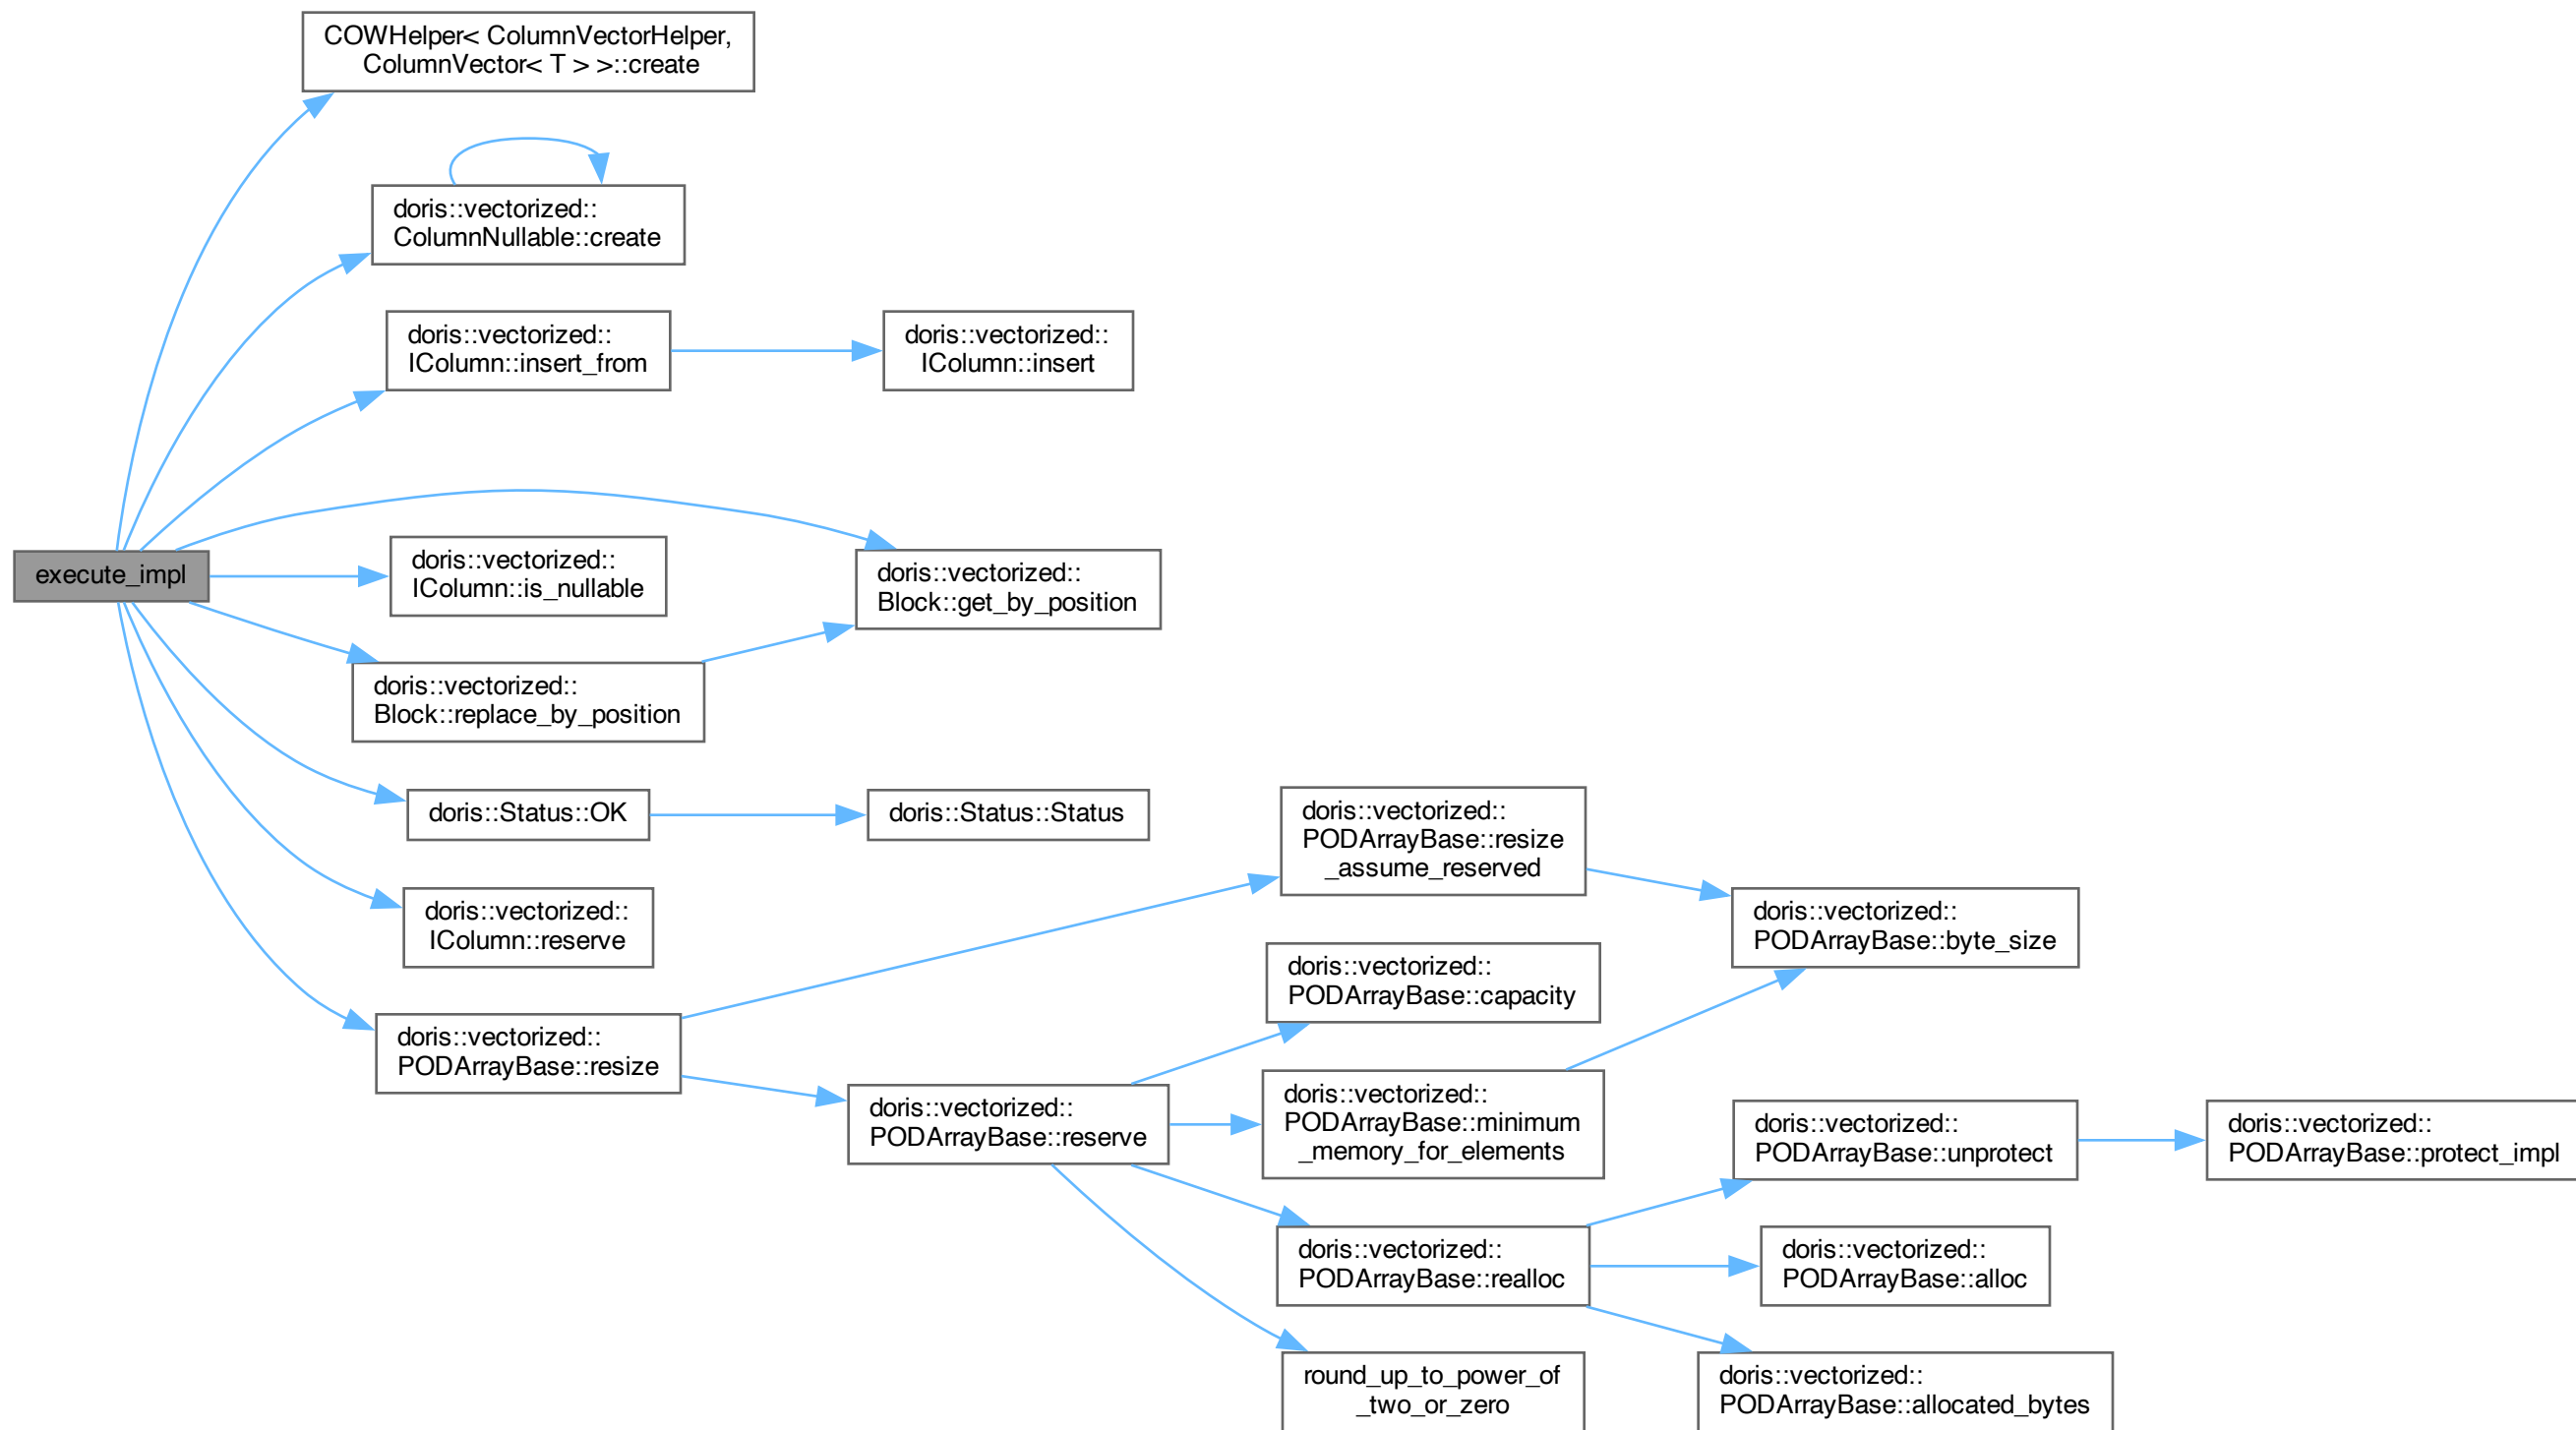 COWHelper< ColumnVectorHelper,
ColumnVector< T > >::create
doris::vectorized::
ColumnNullable::create
doris::vectorized::
IColumn::insert_from
doris::vectorized::
IColumn::insert
execute_impl
doris::vectorized::
IColumn::is_nullable
doris::vectorized::
Block::get_by_position
doris::vectorized::
Block::replace_by_position
doris::Status::OK
doris::Status::Status
doris::vectorized::
IColumn::reserve
doris::vectorized::
PODArrayBase::resize
doris::vectorized::
PODArrayBase::resize
_assume_reserved
doris::vectorized::
PODArrayBase::byte_size
doris::vectorized::
PODArrayBase::capacity
doris::vectorized::
PODArrayBase::reserve
doris::vectorized::
PODArrayBase::minimum
_memory_for_elements
doris::vectorized::
PODArrayBase::unprotect
doris::vectorized::
PODArrayBase::protect_impl
doris::vectorized::
PODArrayBase::realloc
doris::vectorized::
PODArrayBase::alloc
round_up_to_power_of
_two_or_zero
doris::vectorized::
PODArrayBase::allocated_bytes